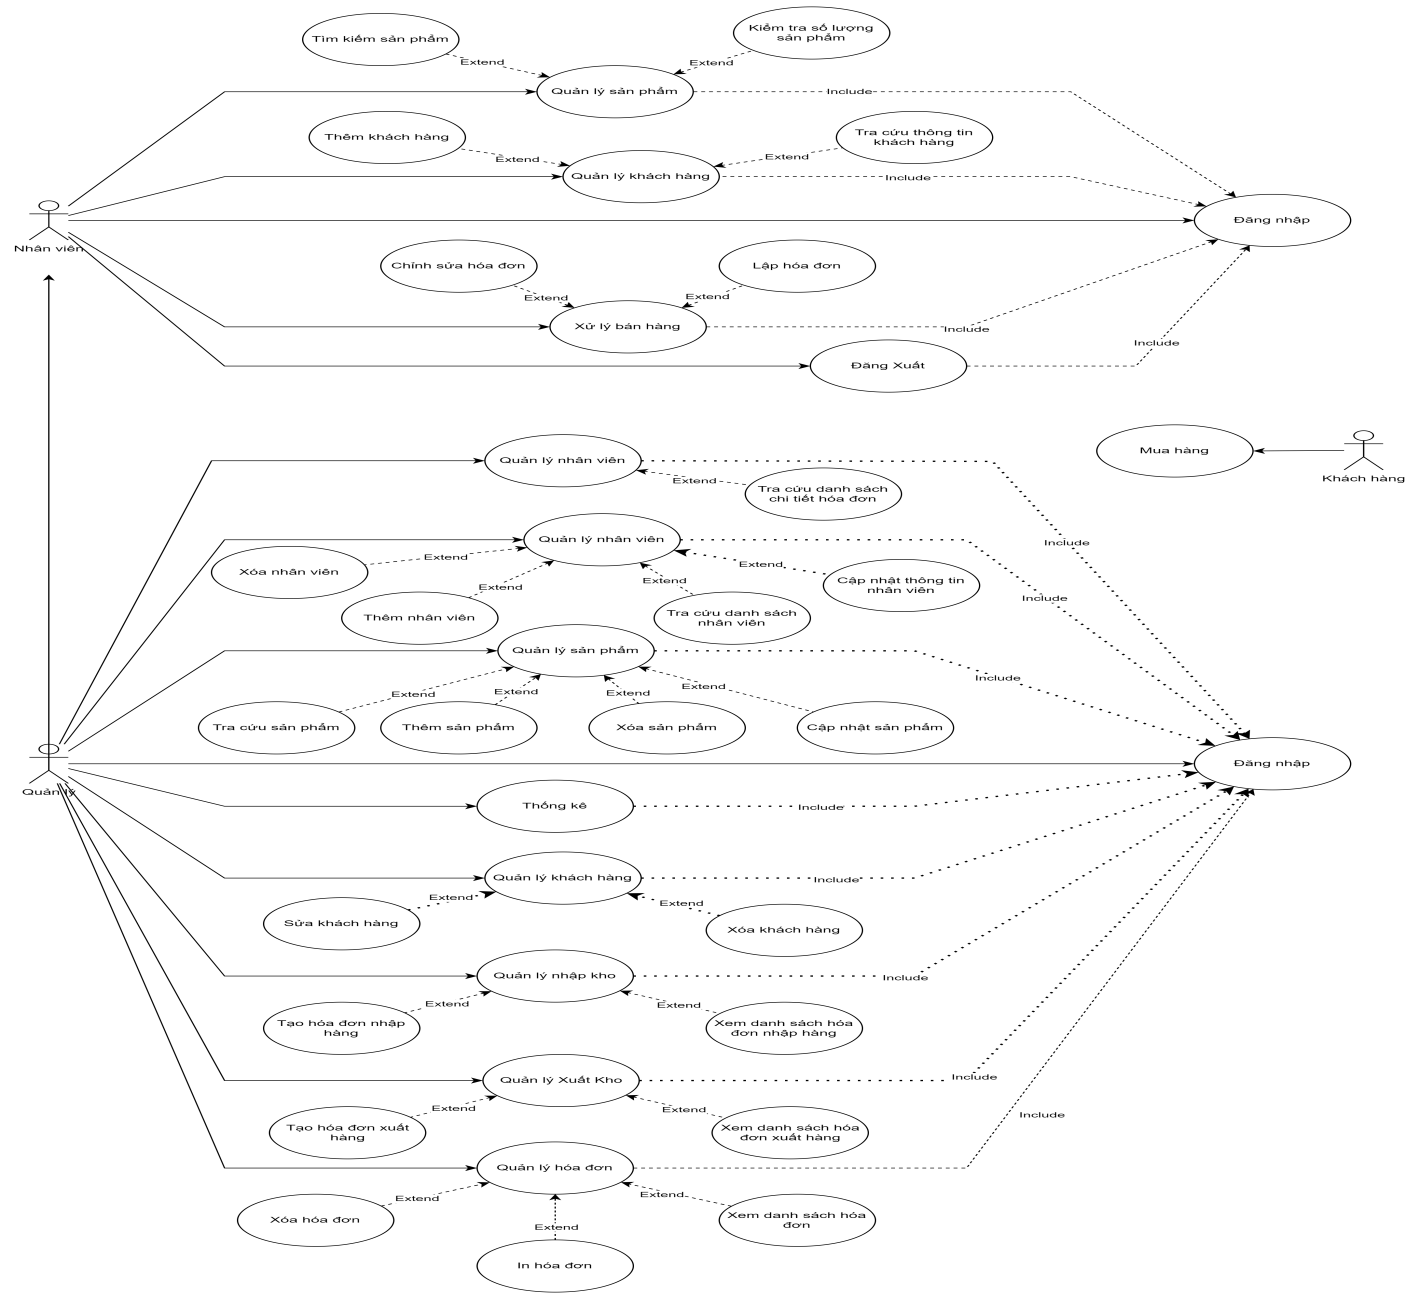 Tìm kiếm sản phẩm
Kiểm tra số lượng
sản phẩm
Extend
Extend
Quản lý sản phẩm
Include
Thêm khách hàng
Tra cứu thông tin
khách hàng
Extend
Extend
Quản lý khách hàng
Include
Đăng nhập
Nhân viên
Chỉnh sửa hóa đơn
Lập hóa đơn
Extend
Extend
Xử lý bán hàng
Include
Include
Đăng Xuất
Mua hàng
Khách hàng
Quản lý nhân viên
Extend
Tra cứu danh sách
chi tiết hóa đơn
Include
Quản lý nhân viên
Extend
Extend
Xóa nhân viên
Extend
Extend
Cập nhật thông tin
nhân viên
Include
Thêm nhân viên
Tra cứu danh sách
nhân viên
Quản lý sản phẩm
Include
Extend
Extend
Extend
Extend
Tra cứu sản phẩm
Thêm sản phẩm
Xóa sản phẩm
Cập nhật sản phẩm
Đăng nhập
Quản lý
Thống kê
Include
Quản lý khách hàng
Include
Extend
Extend
Sửa khách hàng
Xóa khách hàng
Quản lý nhập kho
Include
Extend
Extend
Tạo hóa đơn nhập
hàng
Xem danh sách hóa
đơn nhập hàng
Quản lý Xuất Kho
Include
Extend
Extend
Include
Tạo hóa đơn xuất
hàng
Xem danh sách hóa
đơn xuất hàng
Quản lý hóa đơn
Extend
Extend
Xóa hóa đơn
Xem danh sách hóa
đơn
Extend
In hóa đơn